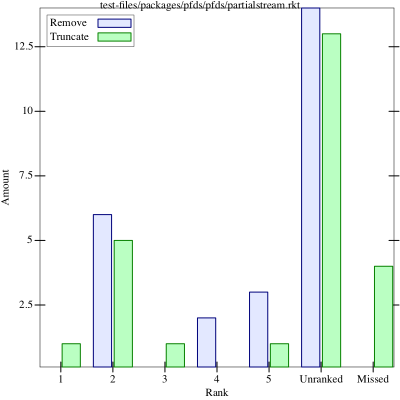 test-files/packages/pfds/pfds/partialstream.rkt
Remove
Truncate
12.5
10
7.5
5
2.5
Amount
1 2 3 4 5 Unranked Missed
Rank